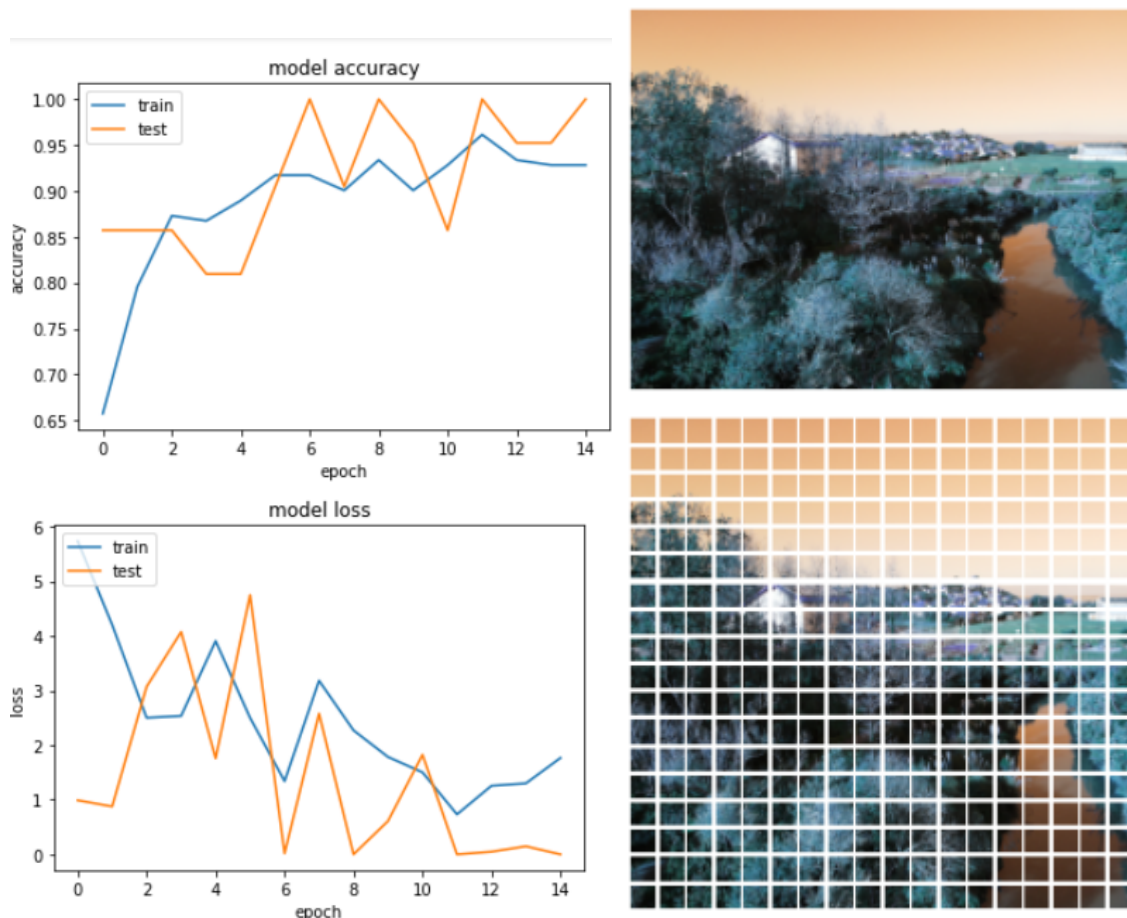 model accuracy
train
test
1.00
0.95
0.90
0.85
0.80
0.75
0.70
0.65
accuracy
0 2 4 6 8 10 12 14
epoch
model loss
train
test
6
5
4
3
2
1
0
loss
0 2 4 6 8 10 12 14
epoch